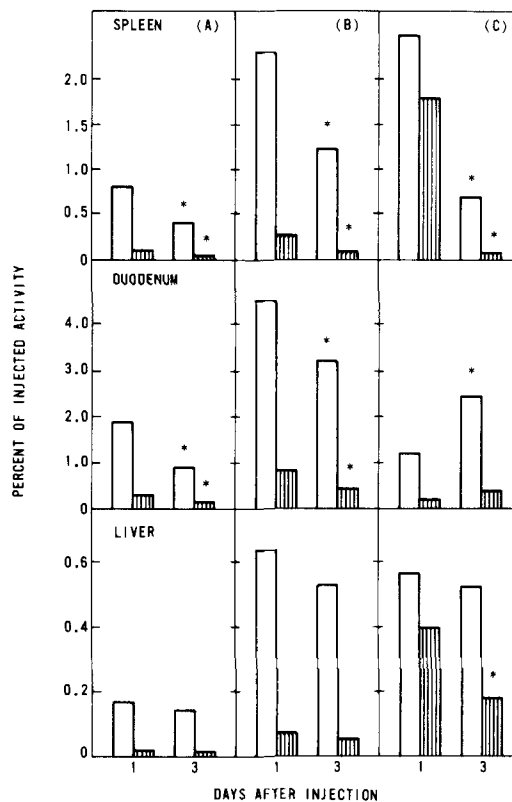 SPLEEN (A) (B) (C)
2.0
1.5
1.0
0.5
0
* * * * * *
DUODENUM
4.0
3.0
2.0
1.0
0
* * * * *
LIVER
0.6
0.4
0.2
0
*
1 3 1 3 1 3
DAYS AFTER INJECTION
PERCENT OF INJECTED ACTIVITY